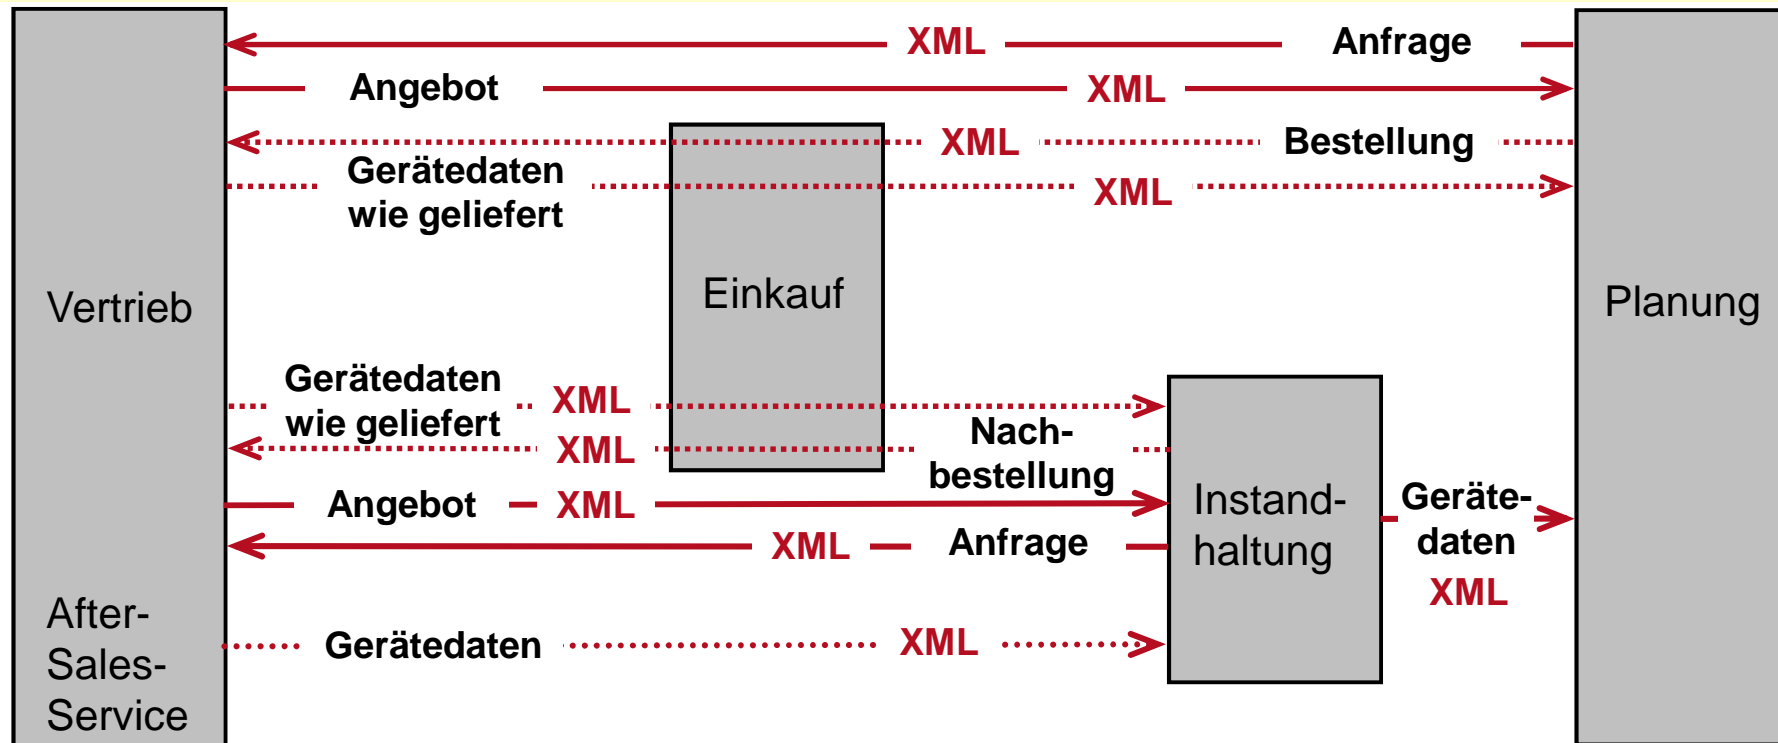 XML Anfrage
Angebot XML
XML Bestellung
Gerätedaten
wie geliefert
XML
Vertrieb
Einkauf
Planung
Gerätedaten
wie geliefert
XML
XML
Nach-
bestellung
Angebot XML
XML Anfrage
Instand-
haltung
Geräte-
daten
XML
After-
Sales-
Service
Gerätedaten XML